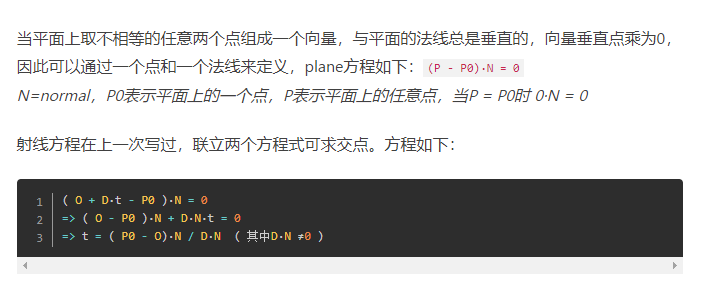 当平面上取不相等的任意两个点组成一个向量，与平面的法线总是垂直的，向量垂直点乘为0，
因此可以通过一个点和一个法线来定义，plane方程如下：(P - P0)·N = 0
N=normal，P0表示平面上的一个点，P表示平面上的任意点，当P = P0时 0·N = 0
射线方程在上一次写过，联立两个方程式可求交点。方程如下：
1 ( O + D·t - P0 )·N = 0
2 => ( O - P0 )·N + D·N·t = 0
3 => t = ( P0 - O)·N / D·N （ 其中D·N ≠0 ）